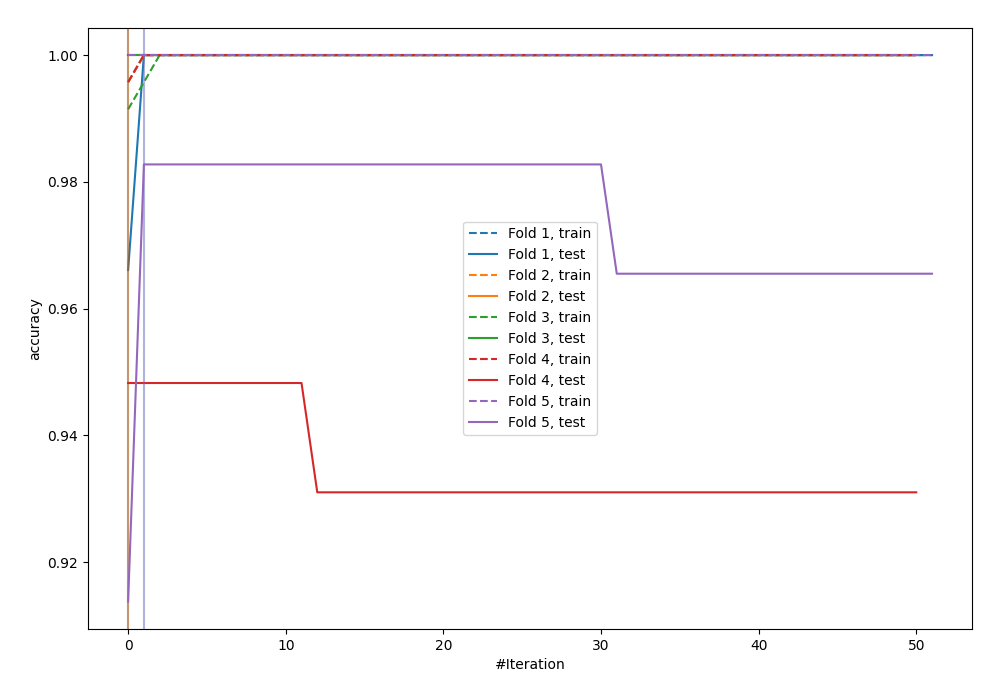 1.00
0.98
0.96
0.94
0.92
accuracy
Fold 1, train
Fold 1, test
Fold 2, train
Fold 2, test
Fold 3, train
Fold 3, test
Fold 4, train
Fold 4, test
Fold 5, train
Fold 5, test
0 10 20 30 40 50
#Iteration